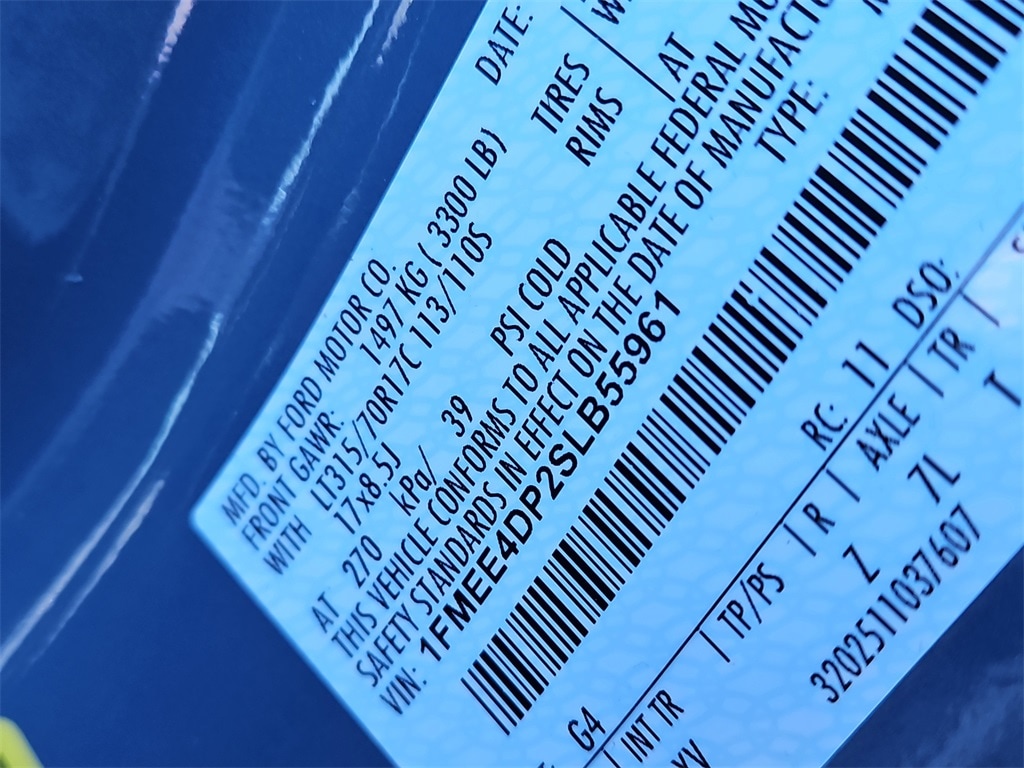 MFD. BY FORD MOTOR CO.
DATE:
FRONT GAWR: 1497 KG ( 3300 LB)
WITH LT315/70R17C 113/110S TYRES
17x8.5J RIMS
AT 270 kPa/ 39 PSI COLD AT
THIS VEHICLE CONFORMS TO ALL APPLICABLE FEDERAL
SAFETY STANDARDS IN EFFECT ON THE DATE OF
VIN: 1FMEE4DP2SLB55961 TYPE:
G4 RC: 11 DSO:
INT TR | TP/PS | R | AXLE | TR |
Z 7L T
3202511037607